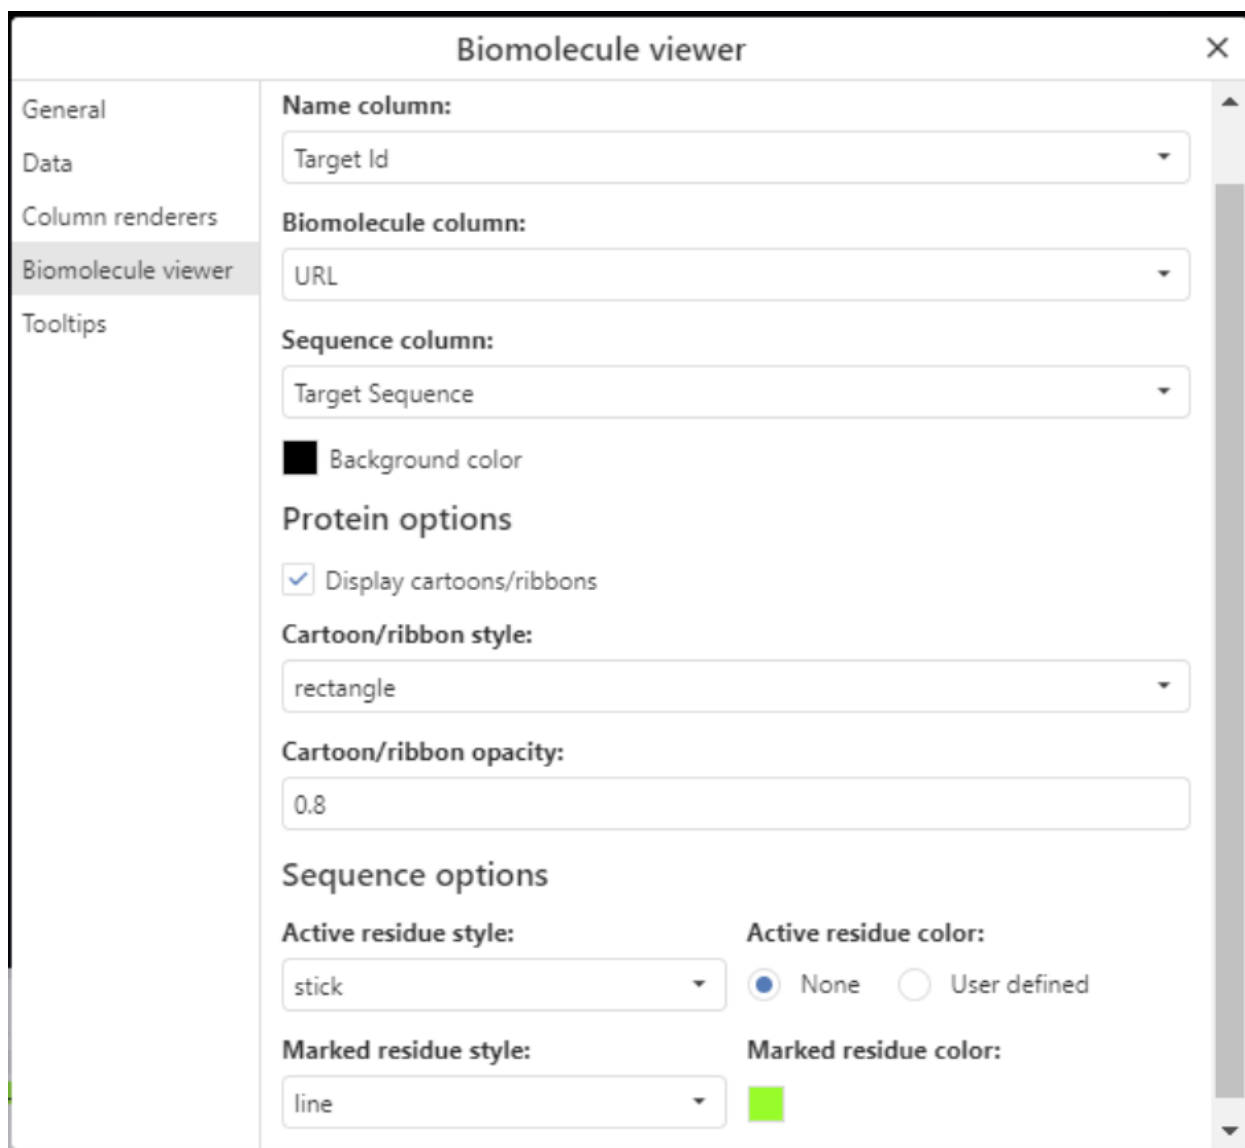 Biomolecule viewer
General
Data
Column renderers
Biomolecule viewer
Tooltips
Name column:
Target Id
Biomolecule column:
URL
Sequence column:
Target Sequence
Background color
Protein options
Display cartoons/ribbons
Cartoon/ribbon style:
rectangle
Cartoon/ribbon opacity:
0.8
Sequence options
Active residue style:
Active residue color:
stick
None
User defined
Marked residue style:
Marked residue color:
line